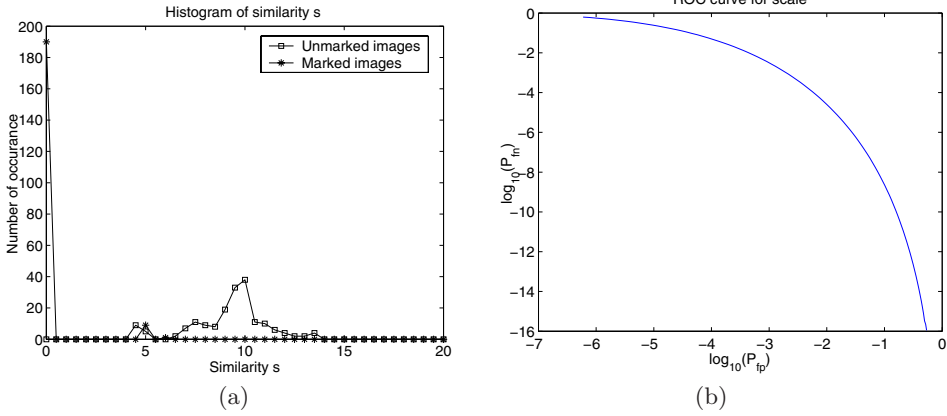 Histogram of similarity s
Number of occurance
200
180
160
140
120
100
80
60
40
20
0
Unmarked images
Marked images
0 5 10 15 20
Similarity s
(a)
ROC curve for scale
log10(Pfn)
0
−2
−4
−6
−8
−10
−12
−14
−16
−7 −6 −5 −4 −3 −2 −1 0
log10(Pfp)
(b)